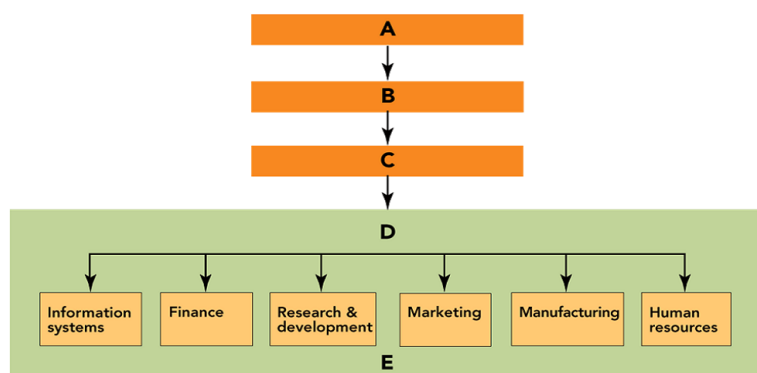 A
B
C
D
Information
systems
Finance
Research &
development
Marketing
Manufacturing
Human
resources
E